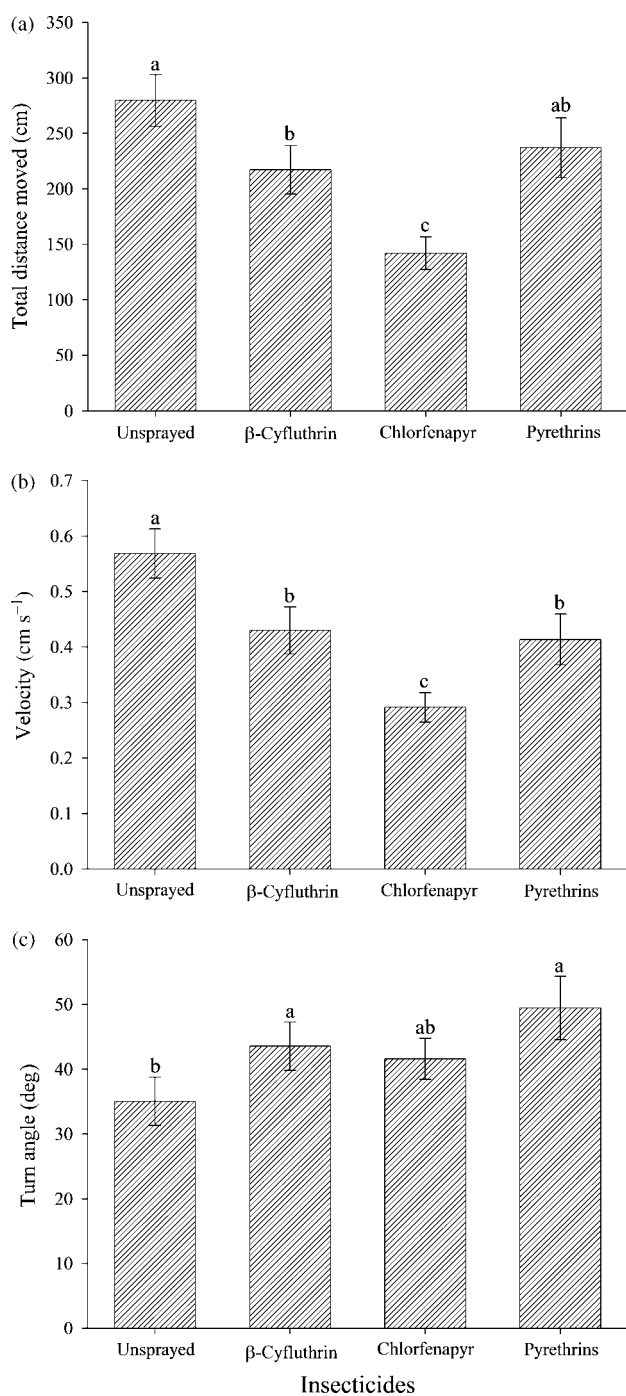 (a)
350
300
250
200
150
100
50
0
Total distance moved (cm)
a
b
c
ab
Unsprayed β-Cyfluthrin Chlorfenapyr Pyrethrins
(b)
0.7
0.6
0.5
0.4
0.3
0.2
0.1
0.0
Velocity (cm s⁻¹)
a
b
c
b
Unsprayed β-Cyfluthrin Chlorfenapyr Pyrethrins
(c)
60
50
40
30
20
10
0
Turn angle (deg)
b
a
ab
a
Unsprayed β-Cyfluthrin Chlorfenapyr Pyrethrins
Insecticides